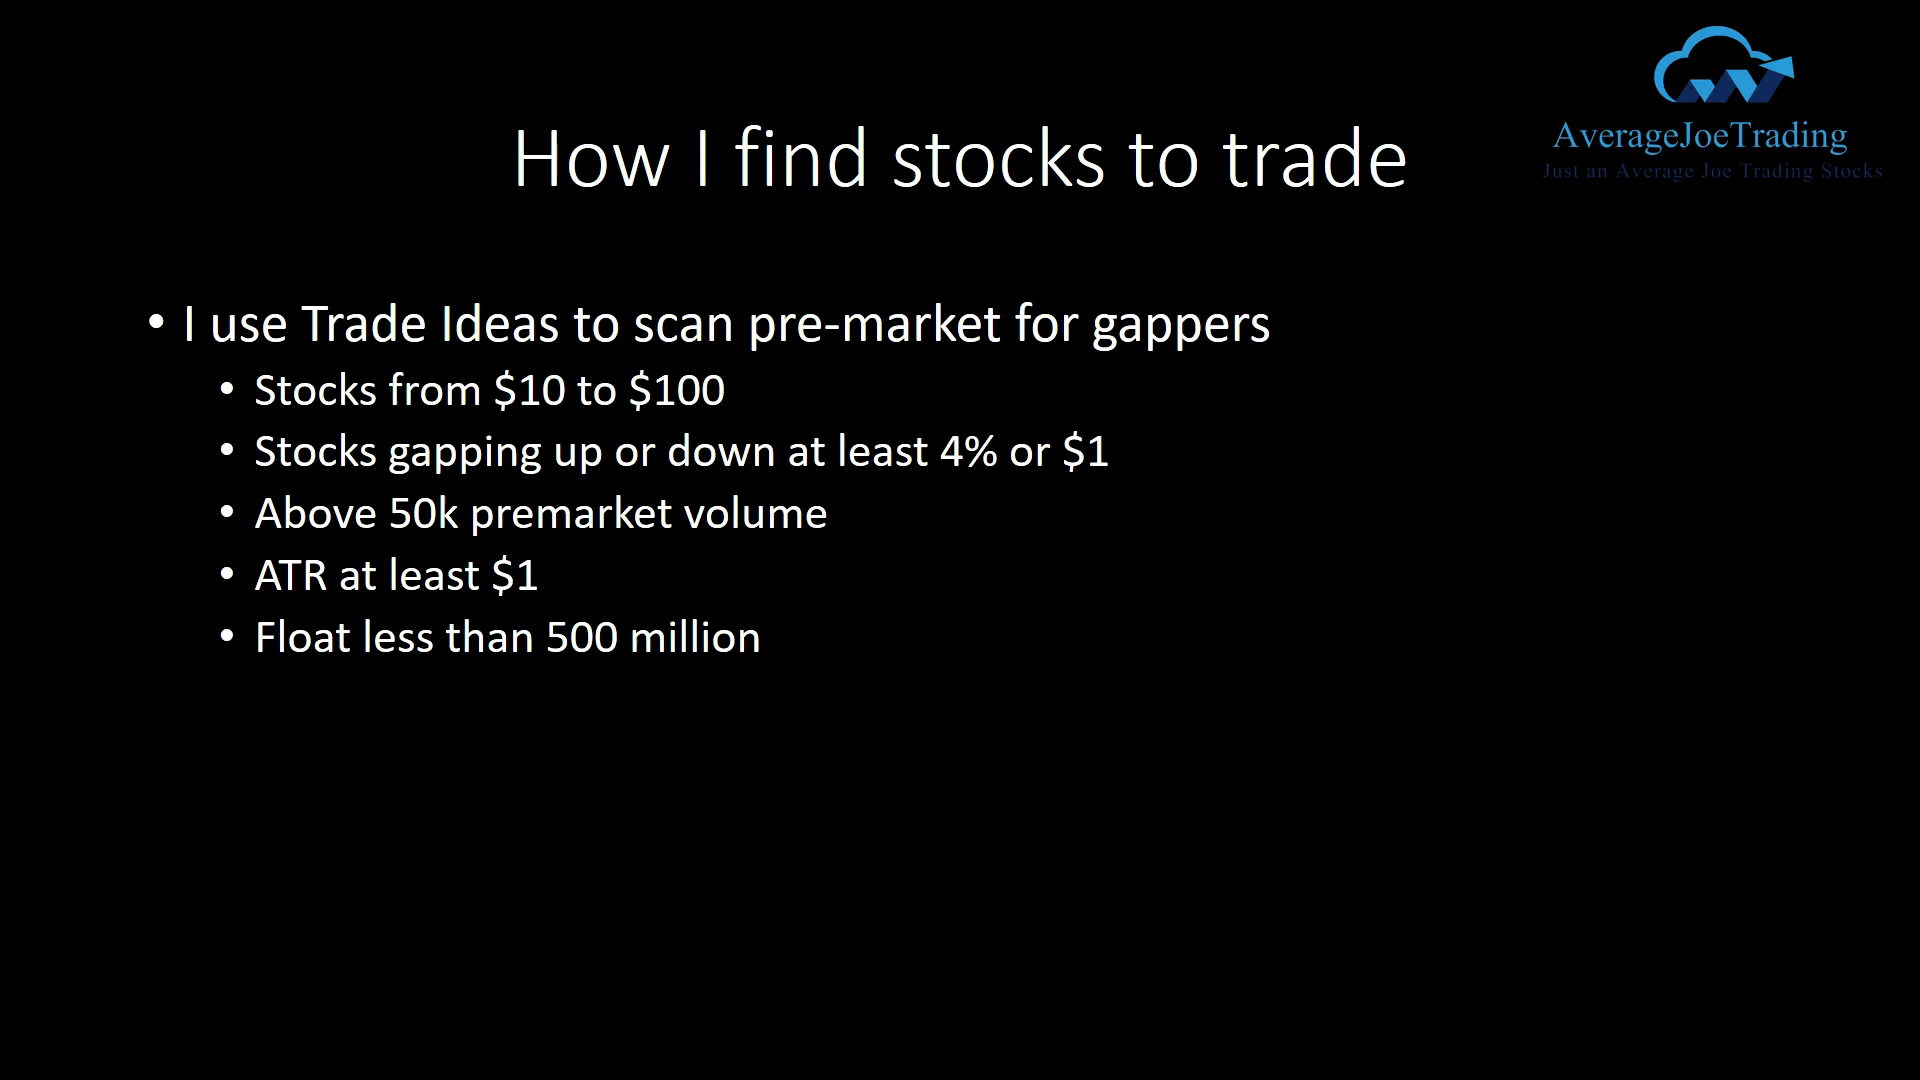 AverageJoeTrading
Just an Average Joe Trading Stocks
How I find stocks to trade
• I use Trade Ideas to scan pre-market for gappers
• Stocks from $10 to $100
• Stocks gapping up or down at least 4% or $1
• Above 50k premarket volume
• ATR at least $1
• Float less than 500 million